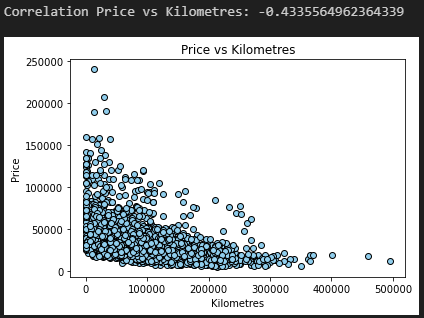 Correlation Price vs Kilometres: -0.4335564962364339
Price vs Kilometres
250000
200000
150000
100000
50000
0
Price
0 100000 200000 300000 400000 500000
Kilometres